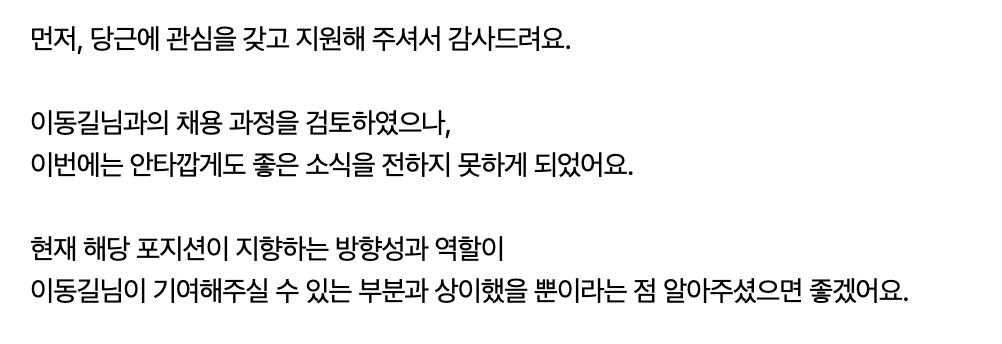 먼저, 당근에 관심을 갖고 지원해 주셔서 감사드려요.
이동길님과의 채용 과정을 검토하였으나,
이번에는 안타깝게도 좋은 소식을 전하지 못하게 되었어요.
현재 해당 포지션이 지향하는 방향성과 역할이
이동길님이 기여해주실 수 있는 부분과 상이했을 뿐이라는 점 알아주셨으면 좋겠어요.